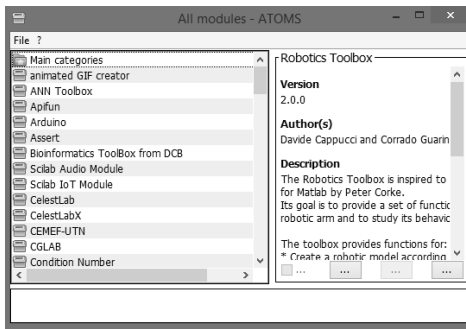 All modules - ATOMS
File ?
Main categories
animated GIF creator
ANN Toolbox
Apifun
Arduino
Assert
Bioinformatics ToolBox from DCB
Scilab Audio Module
Scilab IoT Module
CelestLab
CelestLabX
CEMEF-UTN
CGLAB
Condition Number
Robotics Toolbox
Version
2.0.0
Author(s)
Davide Cappucci and Corrado Guarin
Description
The Robotics Toolbox is inspired to
for Matlab by Peter Corke.
Its goal is to provide a set of functic
robotic arm and to study its behavic
The toolbox provides functions for:
* Create a robotic model according
... ... ... ...